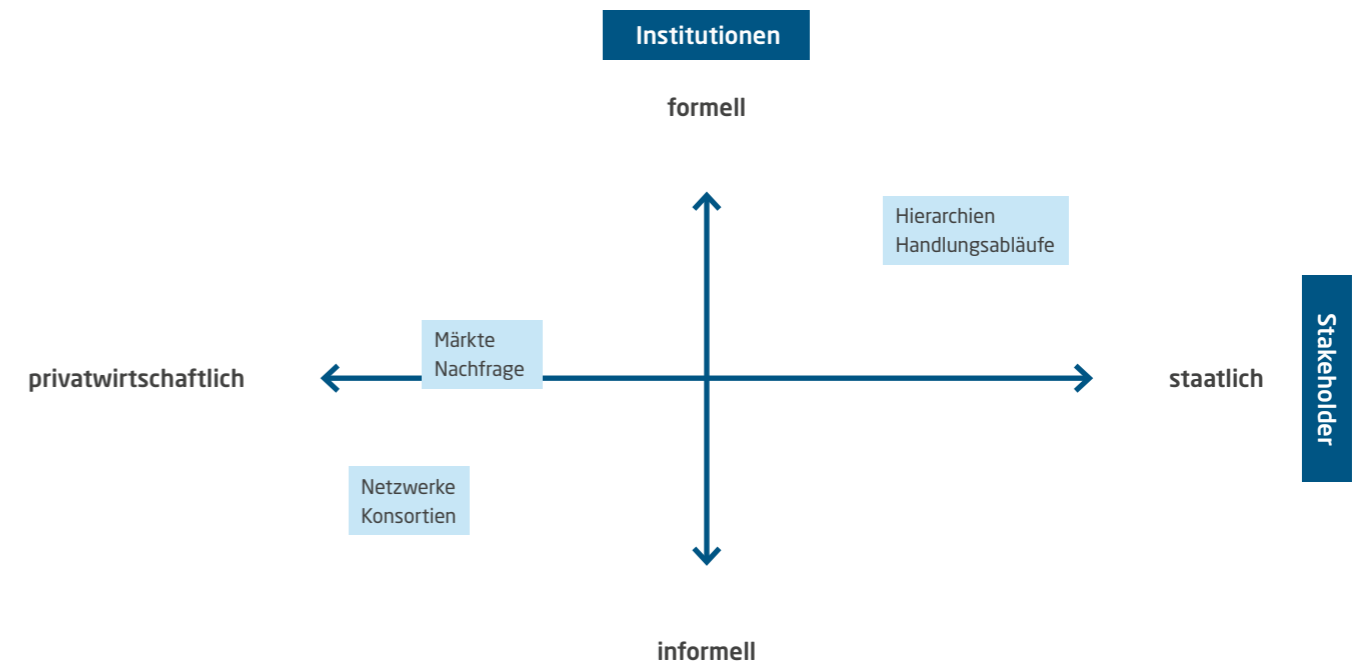 Institutionen
formell
Hierarchien
Handlungsabläufe
Märkte
Nachfrage
privatwirtschaftlich
staatlich
Stakeholder
Netzwerke
Konsortien
informell